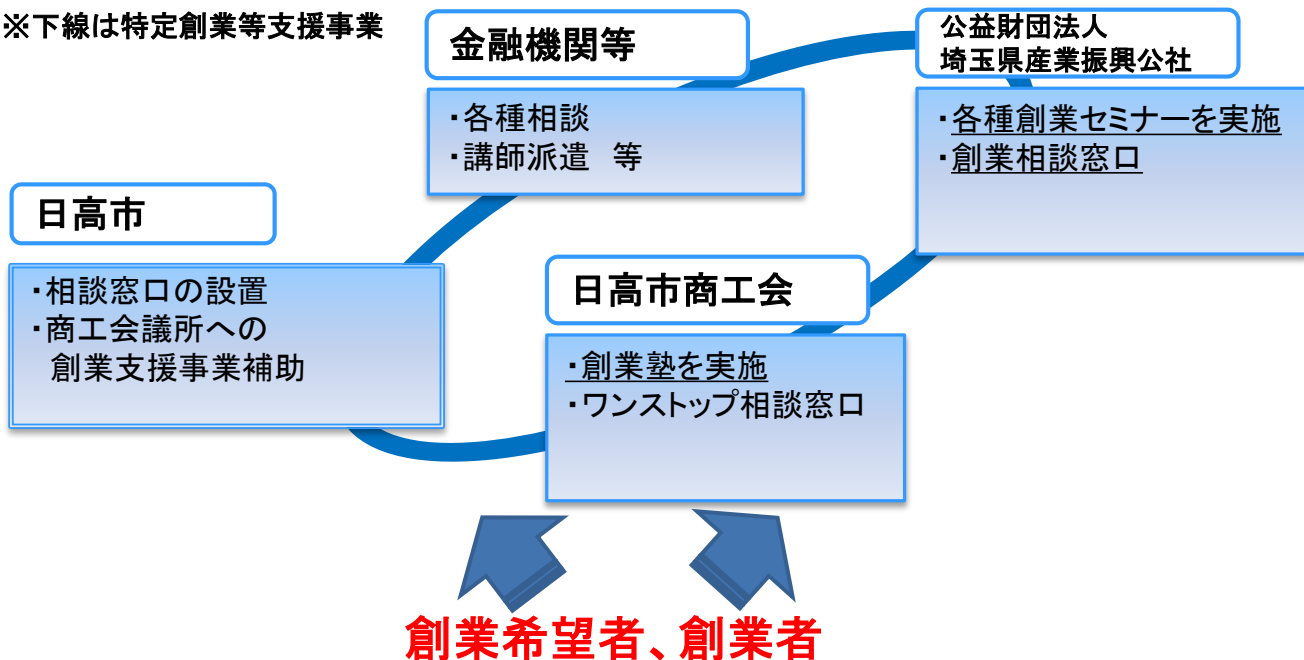 ※下線は特定創業等支援事業
金融機関等
・各種相談
・講師派遣　等
公益財団法人
埼玉県産業振興公社
・各種創業セミナーを実施
・創業相談窓口
日高市
・相談窓口の設置
・商工会議所への
創業支援事業補助
日高市商工会
・創業塾を実施
・ワンストップ相談窓口
創業希望者、創業者